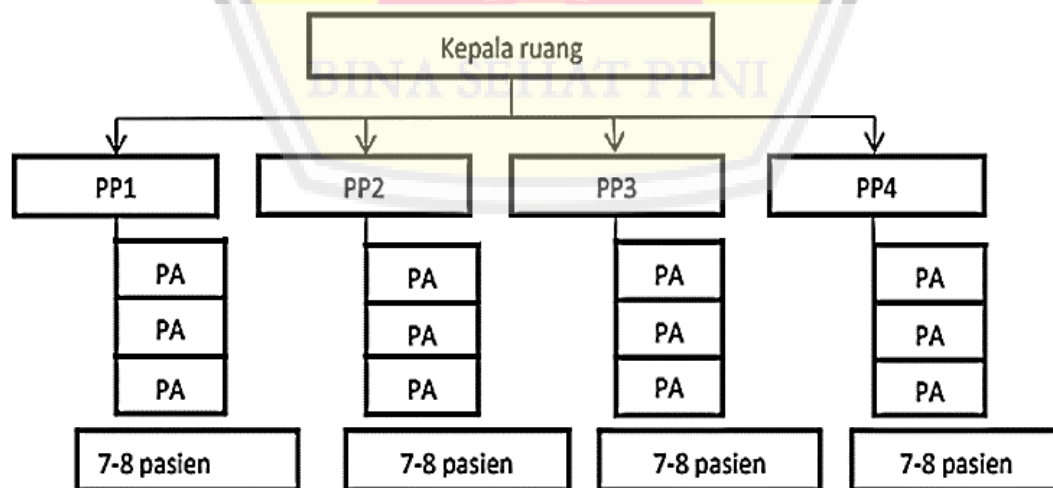 Kepala ruang
BINA SEHAT PPNI
PP1 PP2 PP3 PP4
PA PA PA PA
PA PA PA PA
PA PA PA PA
7-8 pasien 7-8 pasien 7-8 pasien 7-8 pasien